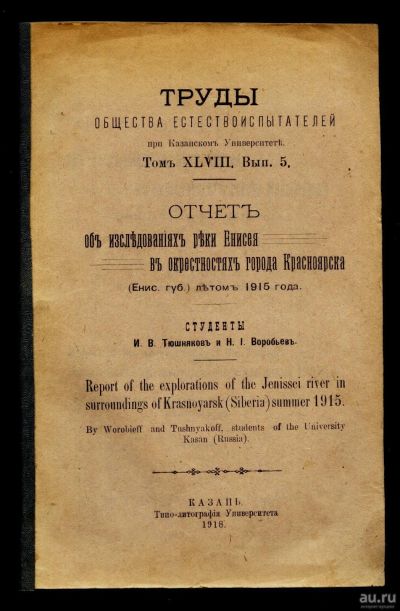 ТРУДЫ
ОБЩЕСТВА ЕСТЕСТВОИСПЫТАТЕЛЕЙ
при Казанскомъ Университетѣ.
Томъ XLVIII. Вып. 5.
ОТЧЕТЪ
объ изслѣдованіяхъ рѣки Енисея
въ окрестностяхъ города Красноярска
(Енис. губ.) лѣтомъ 1915 года.
СТУДЕНТЫ
И. В. Тюшняковъ и Н. І. Воробьевъ.
Report of the explorations of the Jenissei river in
surroundings of Krasnoyarsk (Siberia) summer 1915.
By Worobieff and Tushnyakoff, students of the University
Kasan (Russia).
КАЗАНЬ.
Типо-литографія Университета
1916.
au.ru